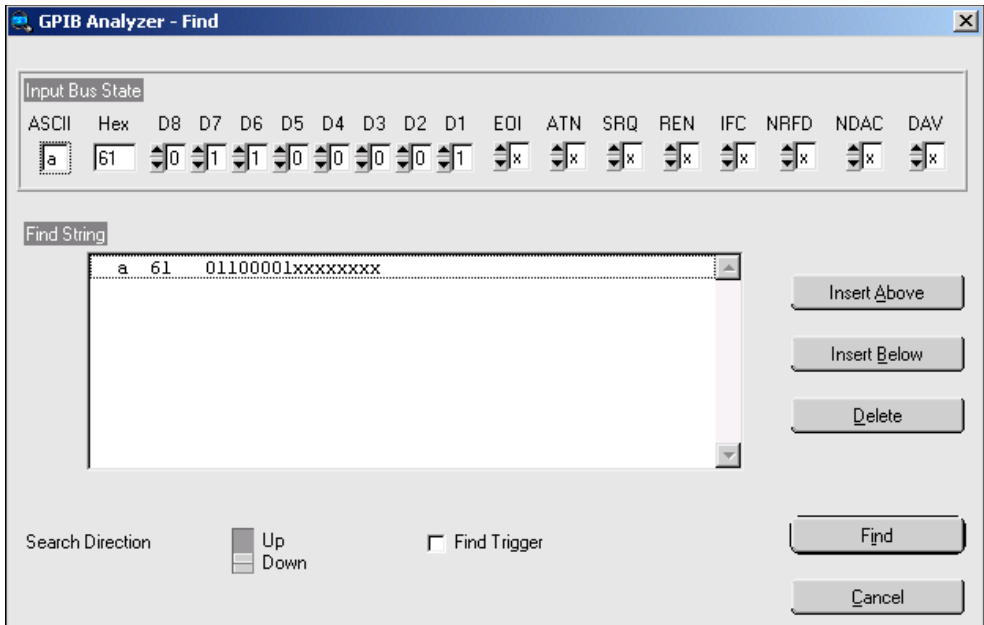 GPIB Analyzer - Find
Input Bus State
ASCII Hex D8 D7 D6 D5 D4 D3 D2 D1 EOI ATN SRQ REN IFC NRFD NDAC DAV
a 61 0 1 1 0 0 0 0 1 x x x x x x x x
Find String
a 61 01100001xxxxxxxx
Insert Above
Insert Below
Delete
Search Direction
Up
Down
Find Trigger
Find
Cancel